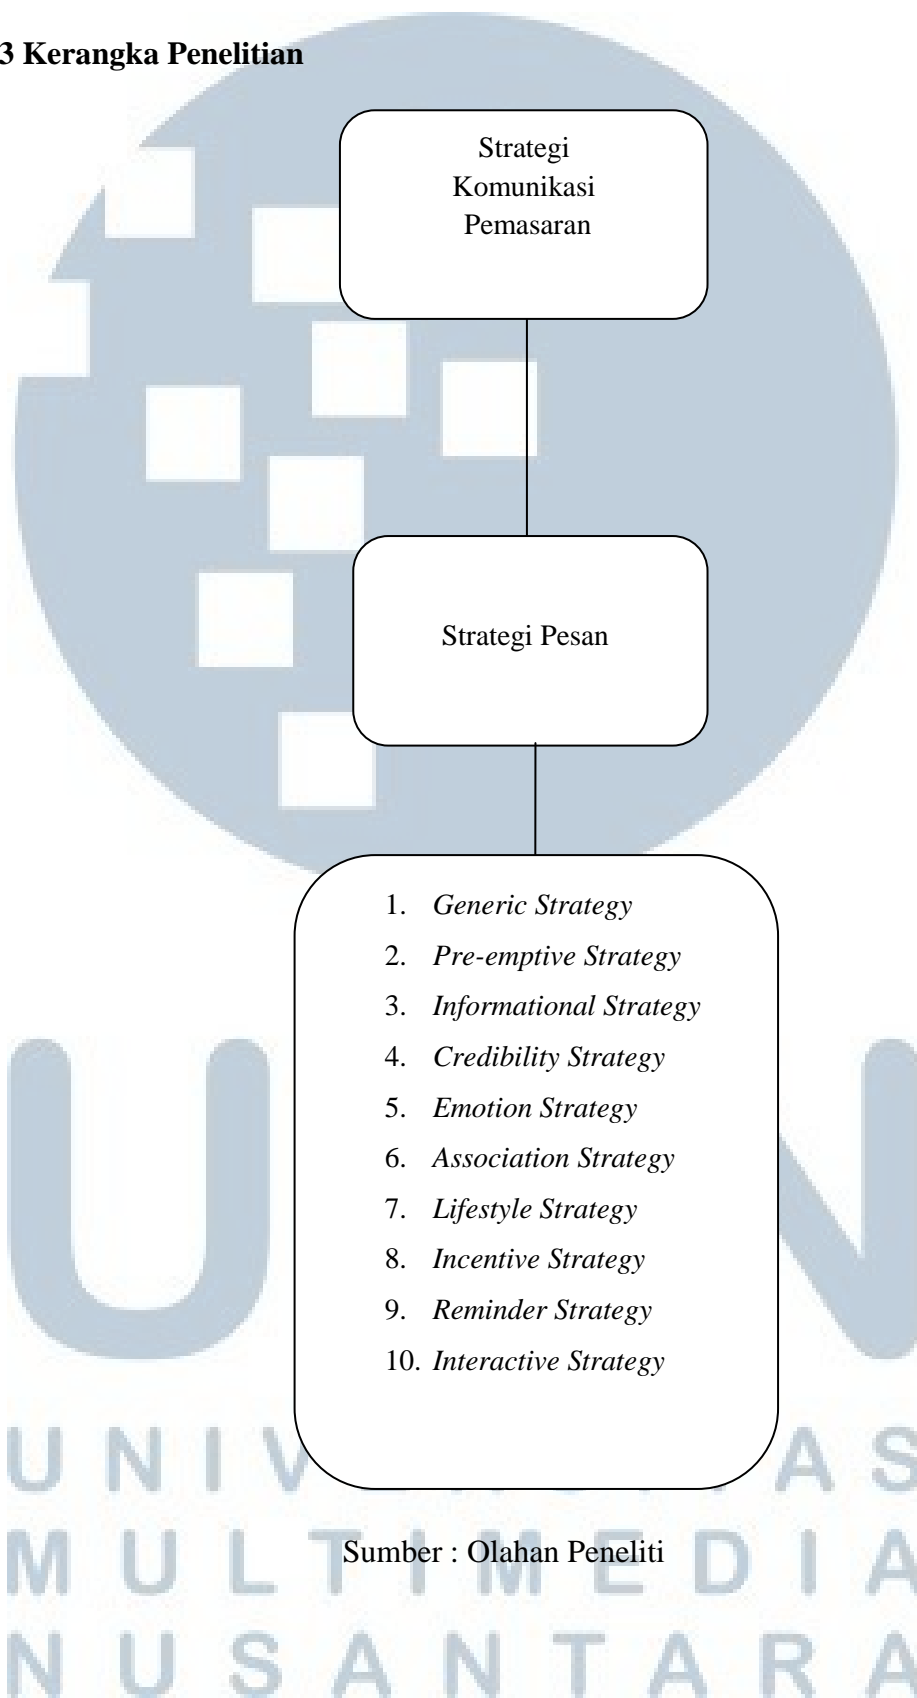 3 Kerangka Penelitian
Strategi
Komunikasi
Pemasaran
Strategi Pesan
1. Generic Strategy
2. Pre-emptive Strategy
3. Informational Strategy
4. Credibility Strategy
5. Emotion Strategy
6. Association Strategy
7. Lifestyle Strategy
8. Incentive Strategy
9. Reminder Strategy
10. Interactive Strategy
Sumber : Olahan Peneliti
MULTIMEDIA
NUSANTARA